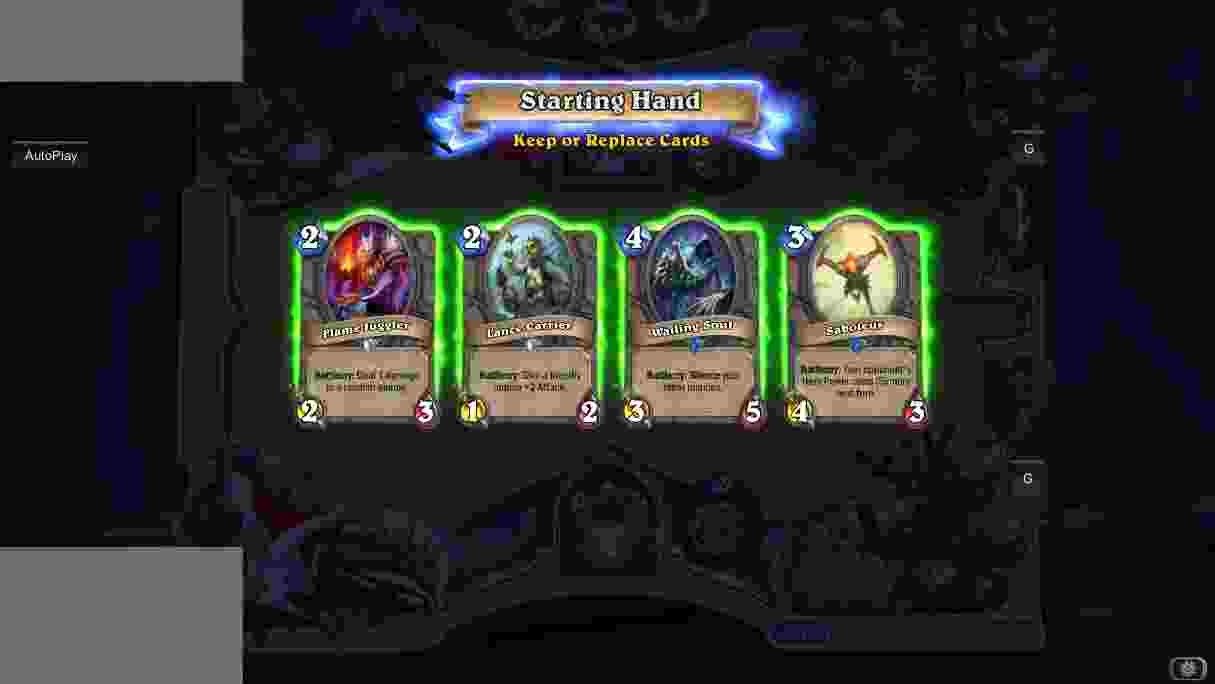 Starting Hand
Keep or Replace Cards
AutoPlay
G
2
2
4
3
Flame Juggler
Lance Carrier
Wailing Soul
Saboteur
Battlecry: Deal 1 damage
to a random enemy.
Battlecry: Give a friendly
minion +2 Attack.
Battlecry: Silence your
other minions.
Battlecry: Your opponent's
Hero Power costs (5) more
next turn.
2
3
1
2
3
5
4
3
G